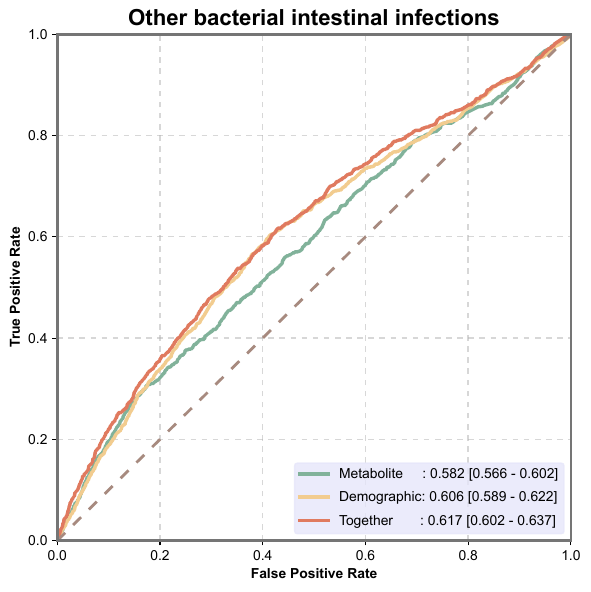 Other bacterial intestinal infections
1.0
0.8
0.6
0.4
0.2
0.0
True Positive Rate
Metabolite : 0.582 [0.566 - 0.602]
Demographic: 0.606 [0.589 - 0.622]
Together : 0.617 [0.602 - 0.637]
0.0 0.2 0.4 0.6 0.8 1.0
False Positive Rate